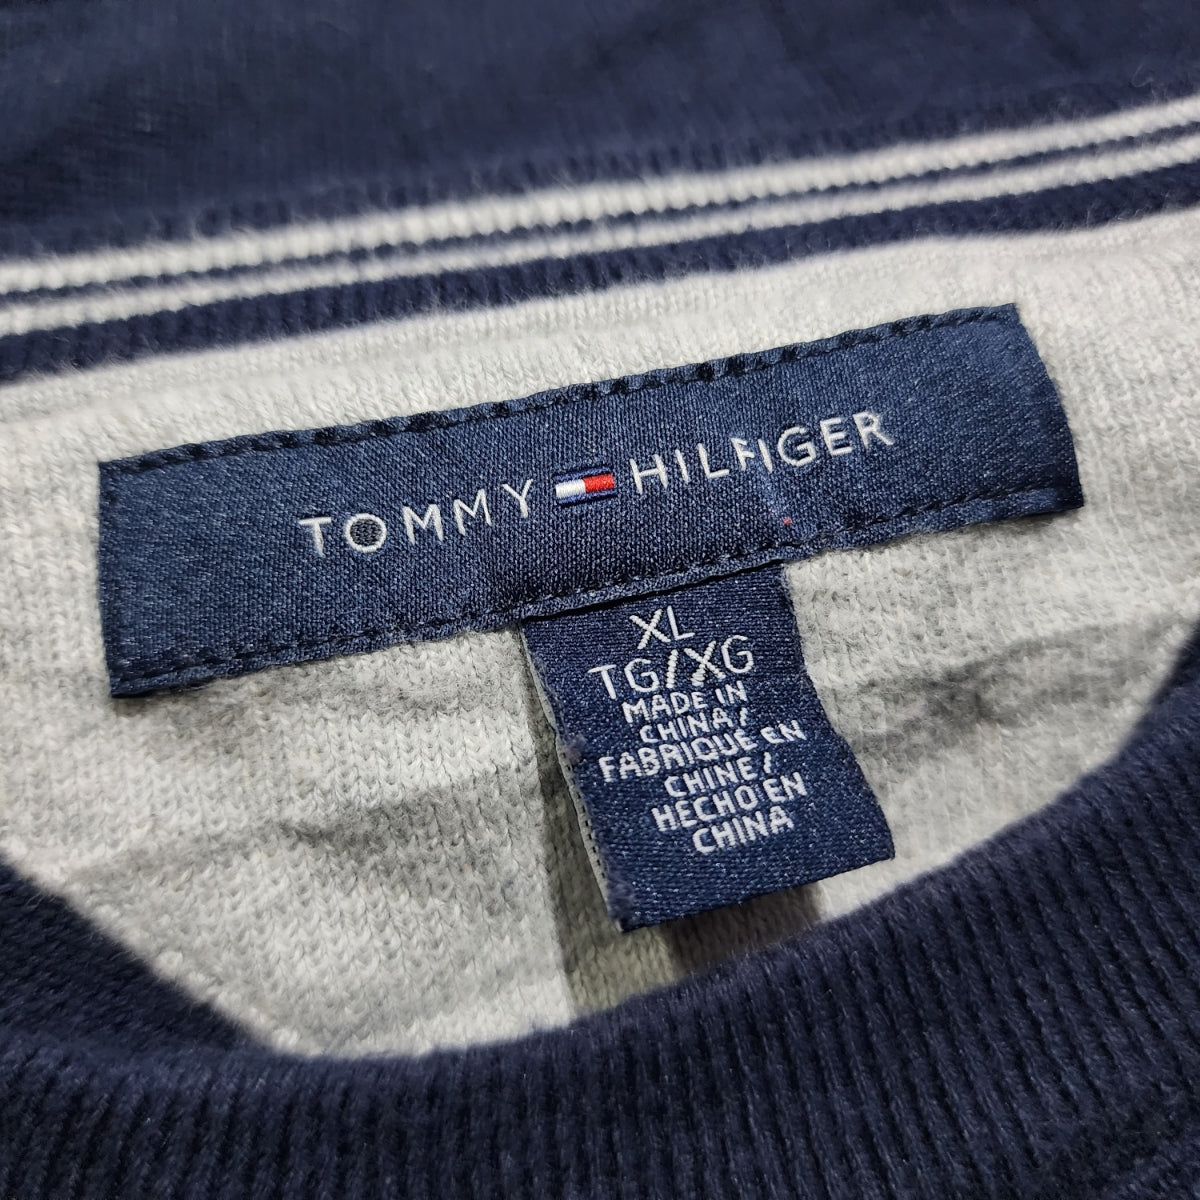 TOMMY HILFIGER
XL
TG/XG
MADE IN
CHINA/
FABRIQUÉ EN
CHINE/
HECHO EN
CHINA